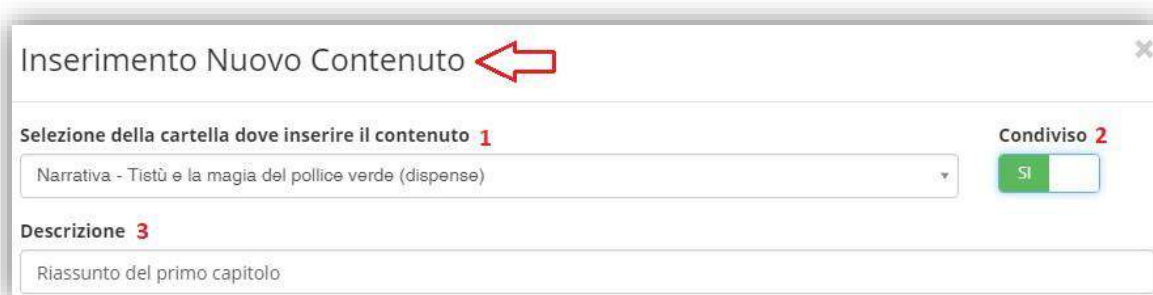 Inserimento Nuovo Contenuto
Selezione della cartella dove inserire il contenuto 1
Condiviso 2
Narrativa - Tistù e la magia del pollice verde (dispense)
SI
Descrizione 3
Riassunto del primo capitolo